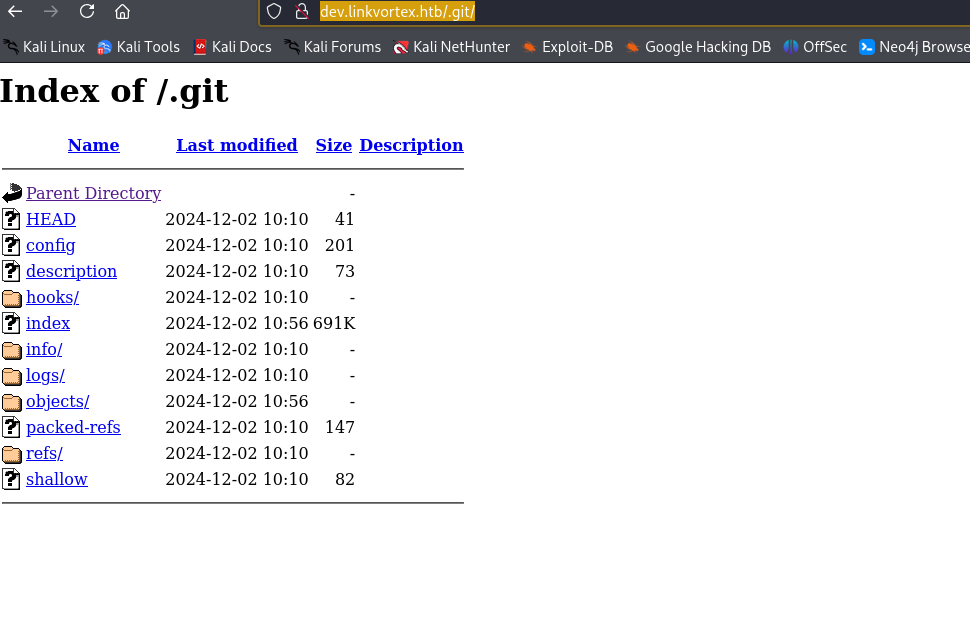 dev.linkvortex.htb/.git/
Kali Linux Kali Tools Kali Docs Kali Forums Kali NetHunter Exploit-DB Google Hacking DB OffSec Neo4j Browse
Index of /.git
Name Last modified Size Description
Parent Directory -
HEAD 2024-12-02 10:10 41
config 2024-12-02 10:10 201
description 2024-12-02 10:10 73
hooks/ 2024-12-02 10:10 -
index 2024-12-02 10:56 691K
info/ 2024-12-02 10:10 -
logs/ 2024-12-02 10:10 -
objects/ 2024-12-02 10:56 -
packed-refs 2024-12-02 10:10 147
refs/ 2024-12-02 10:10 -
shallow 2024-12-02 10:10 82